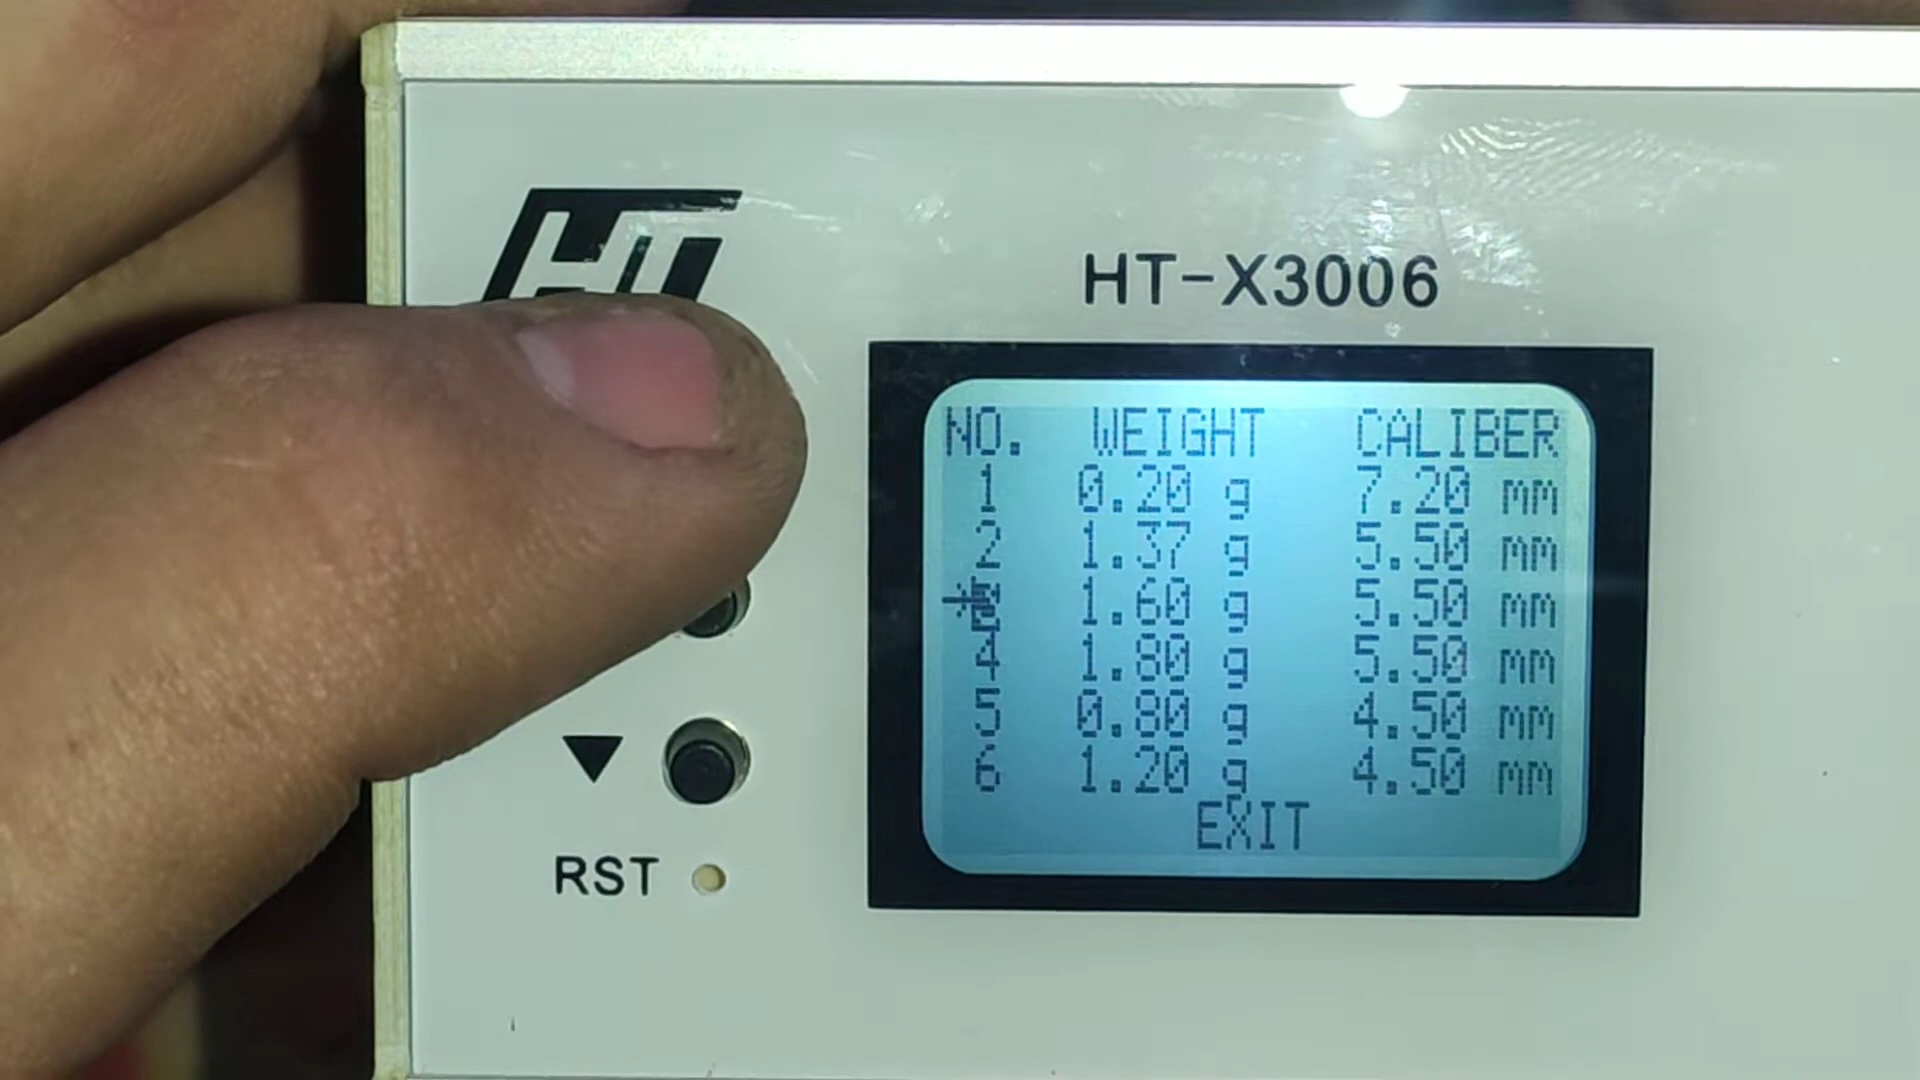 HT-X3006
NO. WEIGHT CALIBER
1 0.20 g 7.20 mm
2 1.37 g 5.50 mm
* 1.60 g 5.50 mm
4 1.80 g 5.50 mm
5 0.80 g 4.50 mm
6 1.20 g 4.50 mm
EXIT
▼
RST